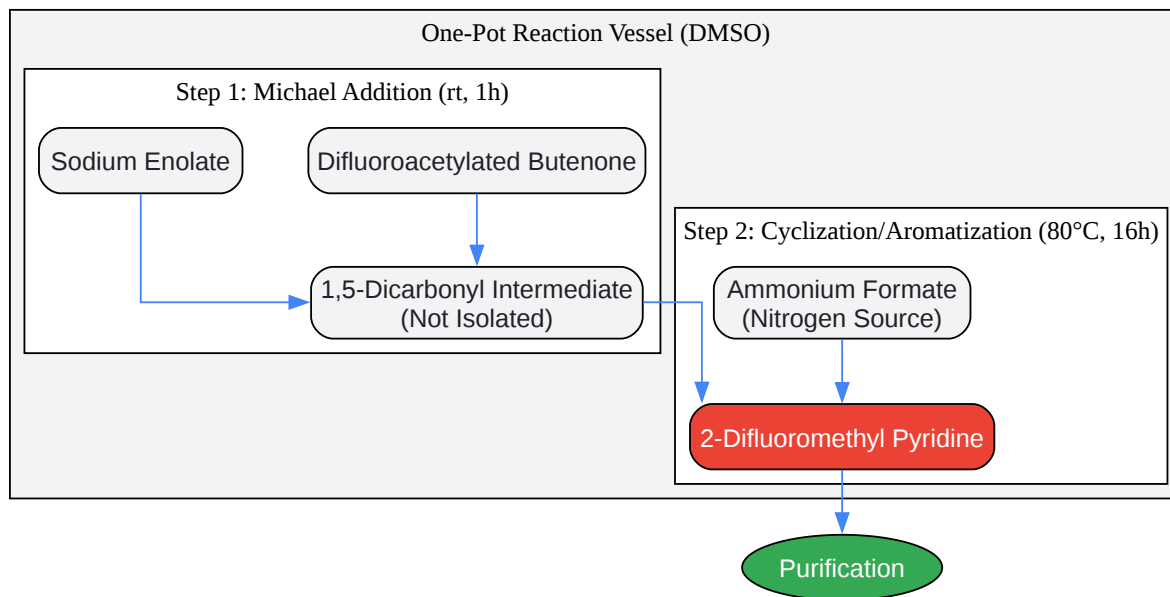 One-Pot Reaction Vessel (DMSO)
Step 1: Michael Addition (rt, 1h)
Sodium Enolate
Difluoroacetylated Butenone
1,5-Dicarbonyl Intermediate
(Not Isolated)
Step 2: Cyclization/Aromatization (80°C, 16h)
Ammonium Formate
(Nitrogen Source)
2-Difluoromethyl Pyridine
Purification